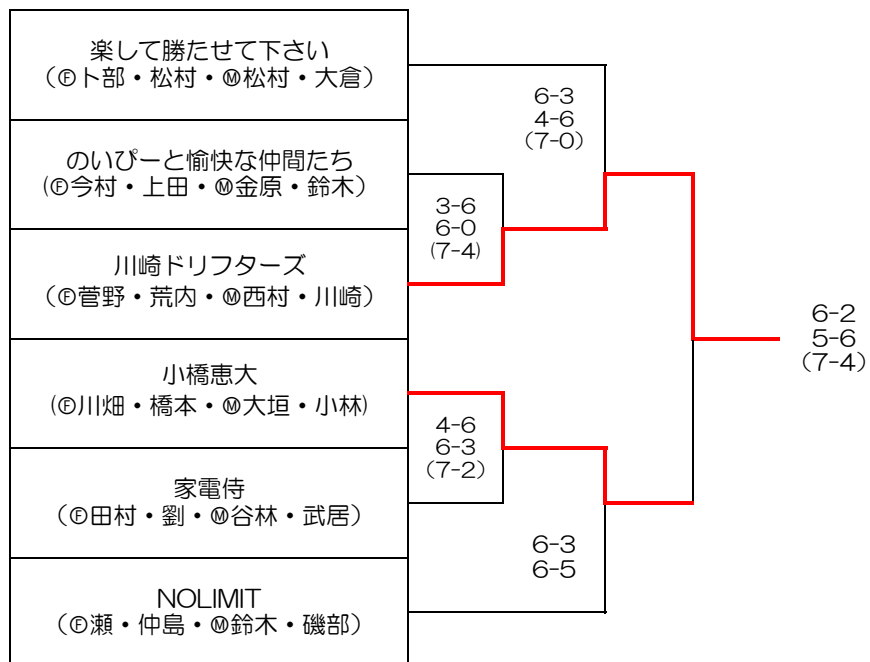 楽して勝たせて下さい
（Ⓕト部・松村・Ⓜ松村・大倉）
のいぴーと愉快な仲間たち
(Ⓕ今村・上田・Ⓜ金原・鈴木）
川崎ドリフターズ
（Ⓕ菅野・荒内・Ⓜ西村・川崎）
小橋恵大
(Ⓕ川畑・橋本・Ⓜ大垣・小林)
家電侍
（Ⓕ田村・劉・Ⓜ谷林・武居）
NOLIMIT
（Ⓕ瀬・仲島・Ⓜ鈴木・磯部）
6-3
4-6
（7-0）
3-6
6-0
(7-4)
4-6
6-3
（7-2）
6-3
6-5
6-2
5-6
（7-4）